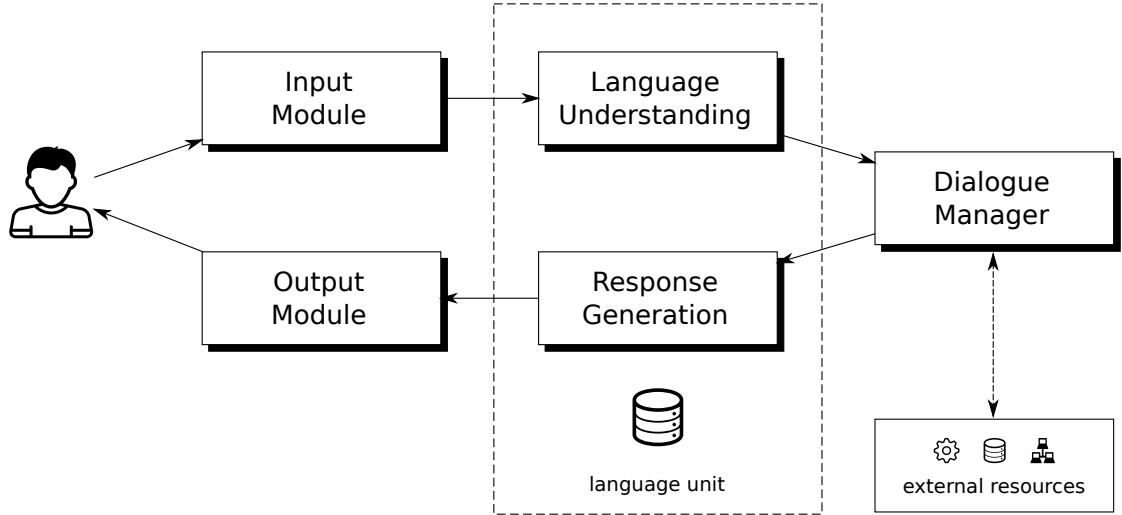 Input
Module
Language
Understanding
Dialogue
Manager
Output
Module
Response
Generation
language unit
external resources